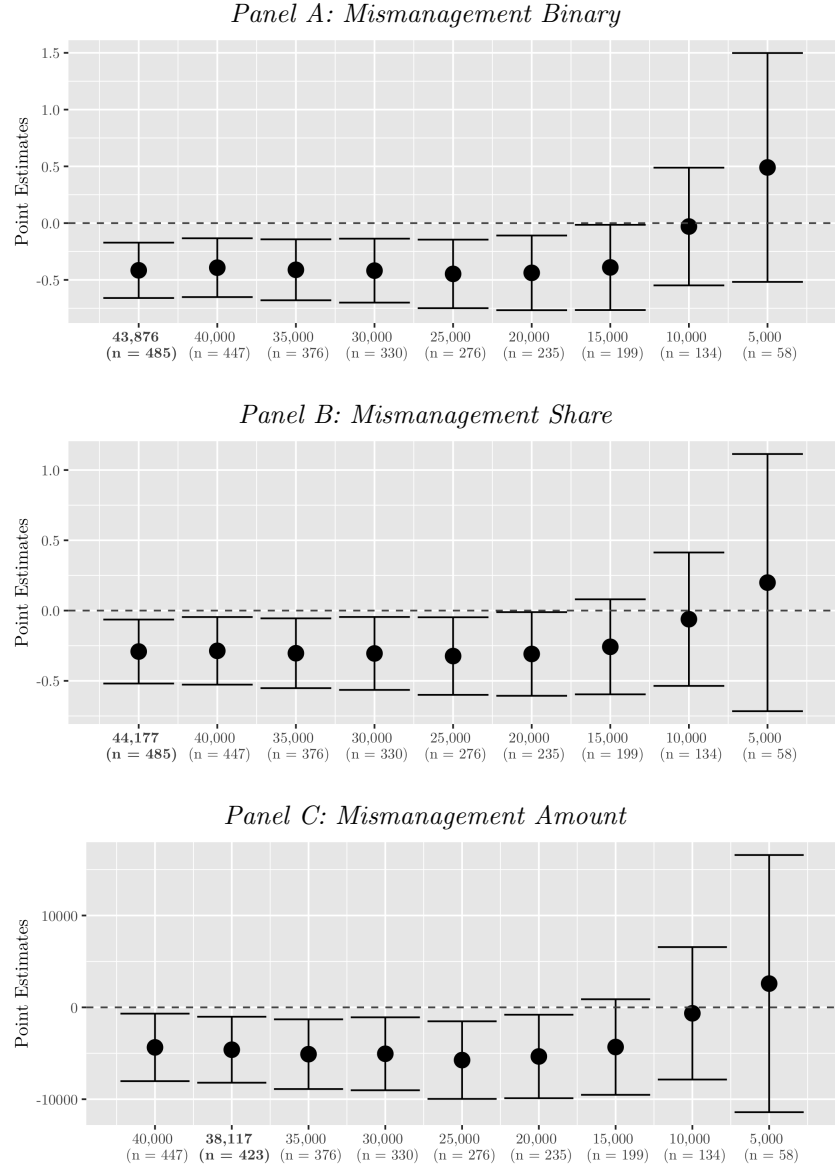 Panel A: Mismanagement Binary
1.5
1.0
0.5
0.0
-0.5
Point Estimates
43,876 40,000 35,000 30,000 25,000 20,000 15,000 10,000 5,000
(n = 485) (n = 447) (n = 376) (n = 330) (n = 276) (n = 235) (n = 199) (n = 134) (n = 58)
Panel B: Mismanagement Share
1.0
0.5
0.0
-0.5
Point Estimates
44,177 40,000 35,000 30,000 25,000 20,000 15,000 10,000 5,000
(n = 485) (n = 447) (n = 376) (n = 330) (n = 276) (n = 235) (n = 199) (n = 134) (n = 58)
Panel C: Mismanagement Amount
10000
0
-10000
Point Estimates
40,000 38,117 35,000 30,000 25,000 20,000 15,000 10,000 5,000
(n = 447) (n = 423) (n = 376) (n = 330) (n = 276) (n = 235) (n = 199) (n = 134) (n = 58)